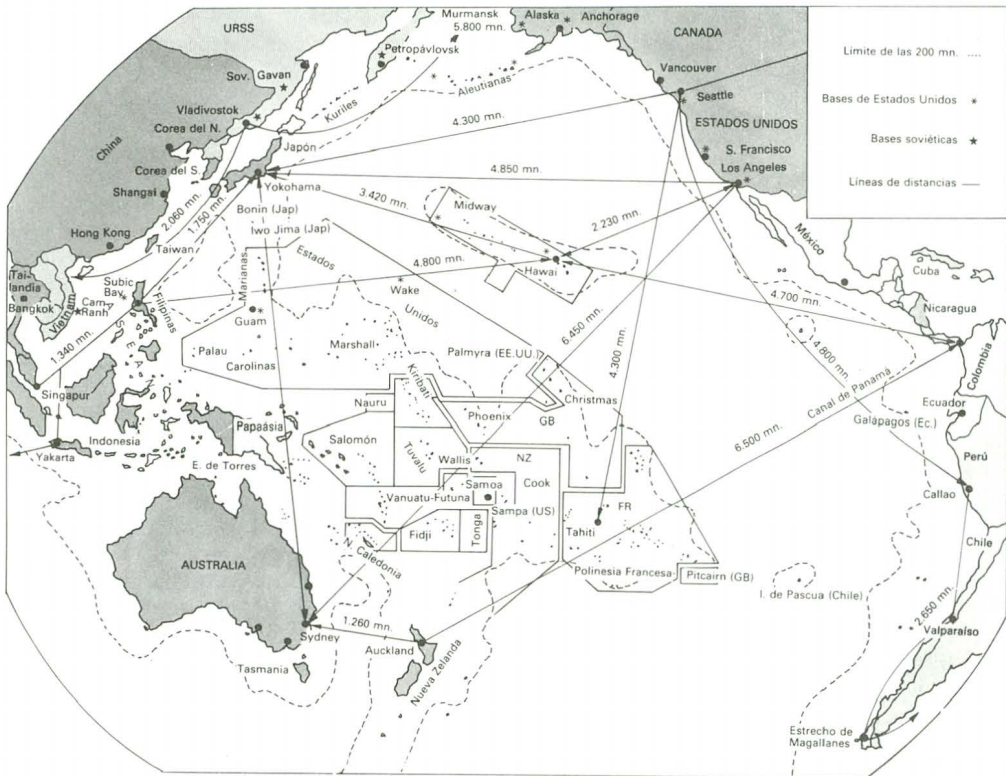 Murmansk
5.800 mn.
URSS
Alaska
Anchorage
CANADA
Petropávlovsk
Sov. Gavan
Aleutianas
Kuriles
Vancouver
Seattle
Vladivostok
Corea del N.
4.300 mn.
ESTADOS UNIDOS
China
Japón
S. Francisco
Los Angeles
Corea del S.
4.850 mn.
Yokohama
Shangai
3.420 mn.
Midway
2.230 mn.
2.060 mn.
1.750 mn.
Bonin (Jap)
Iwo Jima (Jap)
México
Hong Kong
Taiwan
Estados
Unidos
4.800 mn.
Hawai
Cuba
Tai-
landia
Bangkok
Vietnam
Subic
Bay
Cam-
Ranh
Filipinas
Marianas
Wake
4.700 mn.
Nicaragua
Guam
6.450 mn.
A S E A N
1.340 mn.
Marshall
4.300 mn.
4.800 mn.
Palau
Carolinas
Palmyra (EE.UU.)
Colombia
Canal de Panamá
Singapur
Kiribati
Christmas
Nauru
Phoenix
GB
Ecuador
Galápagos (Ec.)
Papaásia
6.500 mn.
Indonesia
Salomón
Tuvalu
Wallis
NZ
Yakarta
E. de Torres
Samoa
Cook
Perú
Vanuatu-Futuna
Sampa (US)
FR
Callao
Tahiti
Fidji
Tonga
N. Caledonia
Chile
AUSTRALIA
Polinesia Francesa
Pitcairn (GB)
I. de Pascua (Chile)
2.650 mn.
Sydney
1.260 mn.
Valparaíso
Auckland
Tasmania
Nueva Zelanda
Estrecho de
Magallanes
Límite de las 200 mn.
Bases de Estados Unidos
Bases soviéticas
Líneas de distancias